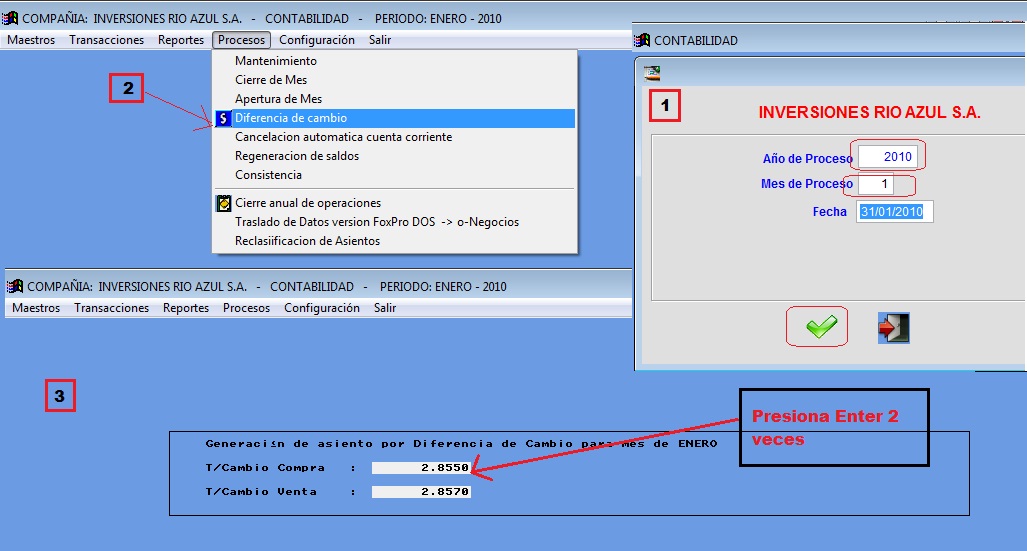 COMPAÑIA: INVERSIONES RIO AZUL S.A. - CONTABILIDAD - PERIODO: ENERO - 2010
Maestros Transacciones Reportes Procesos Configuración Salir
2
Mantenimiento
Cierre de Mes
Apertura de Mes
$ Diferencia de cambio
Cancelacion automatica cuenta corriente
Regeneracion de saldos
Consistencia
Cierre anual de operaciones
Traslado de Datos version FoxPro DOS -> o-Negocios
Reclasiificacion de Asientos
CONTABILIDAD
1
INVERSIONES RIO AZUL S.A.
Año de Proceso 2010
Mes de Proceso 1
Fecha 31/01/2010
COMPAÑIA: INVERSIONES RIO AZUL S.A. - CONTABILIDAD - PERIODO: ENERO - 2010
Maestros Transacciones Reportes Procesos Configuración Salir
3
Presiona Enter 2
veces
Generación de asiento por Diferencia de Cambio para mes de ENERO
T/Cambio Compra : 2.8550
T/Cambio Venta : 2.8570